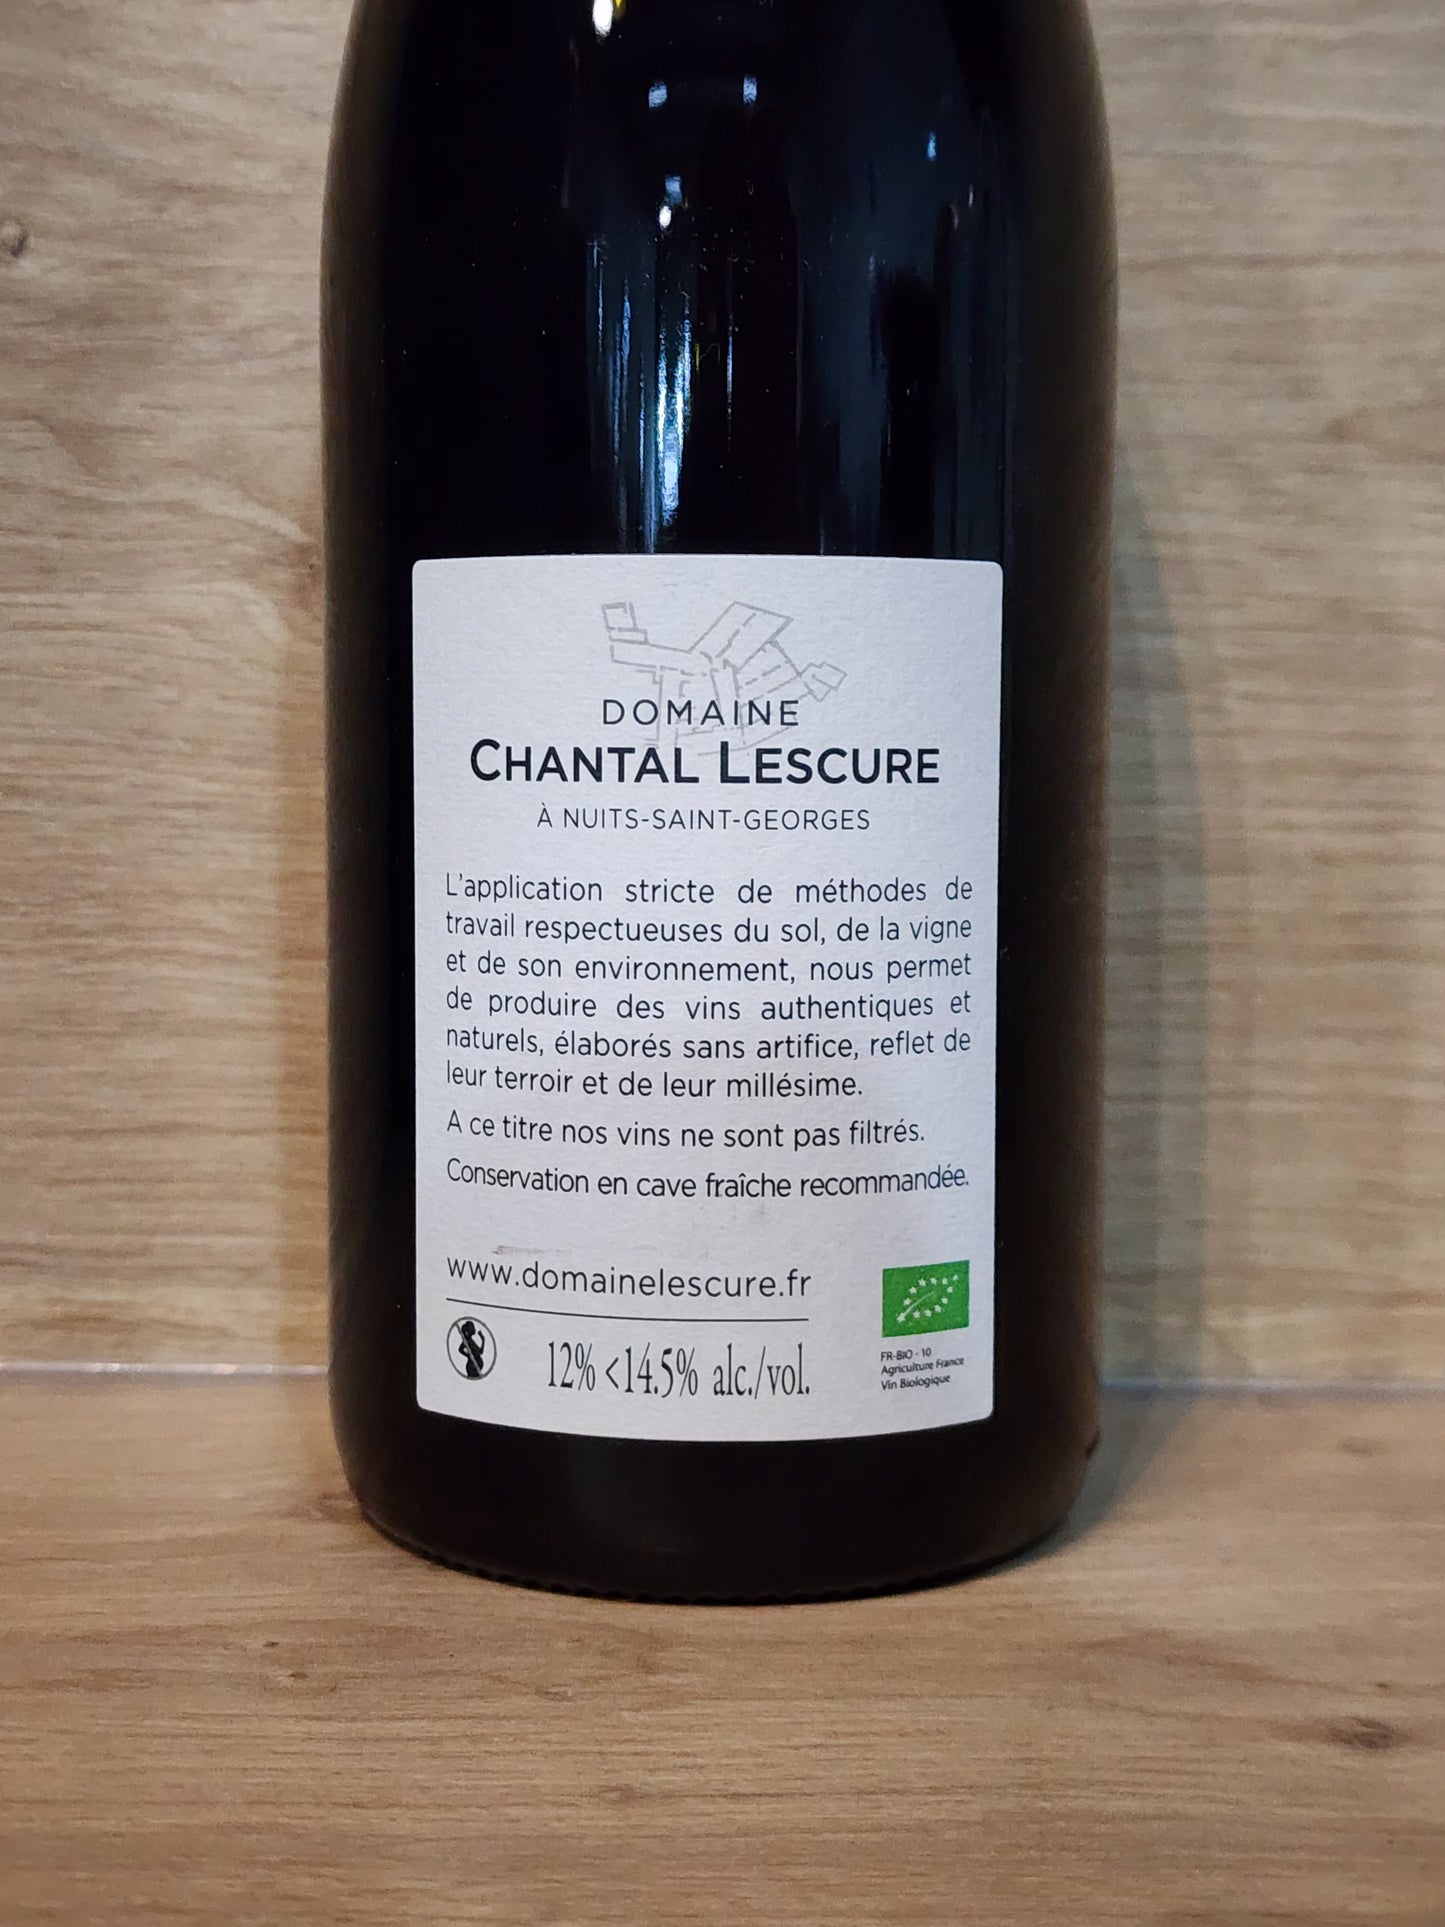 DOMAINE
CHANTAL LESCURE
À NUITS-SAINT-GEORGES
L'application stricte de méthodes de
travail respectueuses du sol, de la vigne
et de son environnement, nous permet
de produire des vins authentiques et
naturels, élaborés sans artifice, reflet de
leur terroir et de leur millésime.
A ce titre nos vins ne sont pas filtrés.
Conservation en cave fraîche recommandée.
www.domainelescure.fr
12% <14.5% alc./vol.
FR-BIO - 10
Agriculture France
Vin Biologique